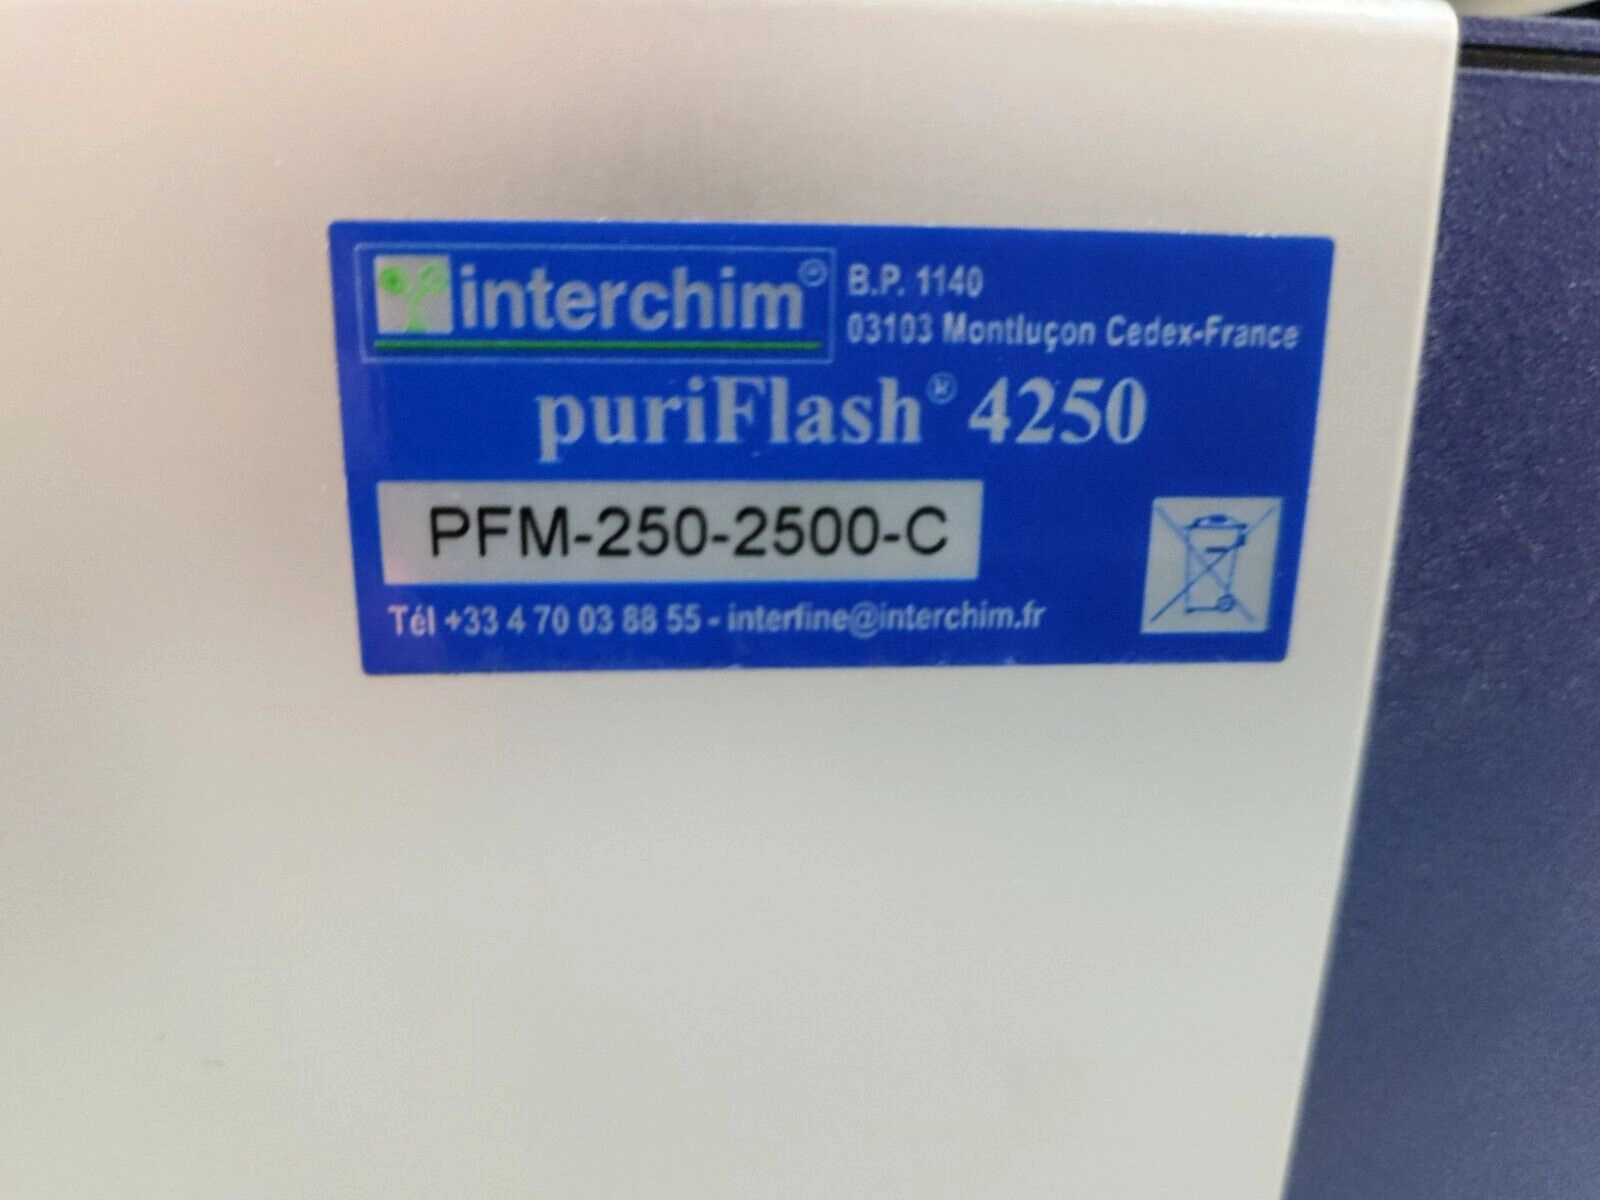 interchim®
B.P. 1140
03103 Montluçon Cedex-France
puriFlash® 4250
PFM-250-2500-C
Tél +33 4 70 03 88 55 - interfine@interchim.fr